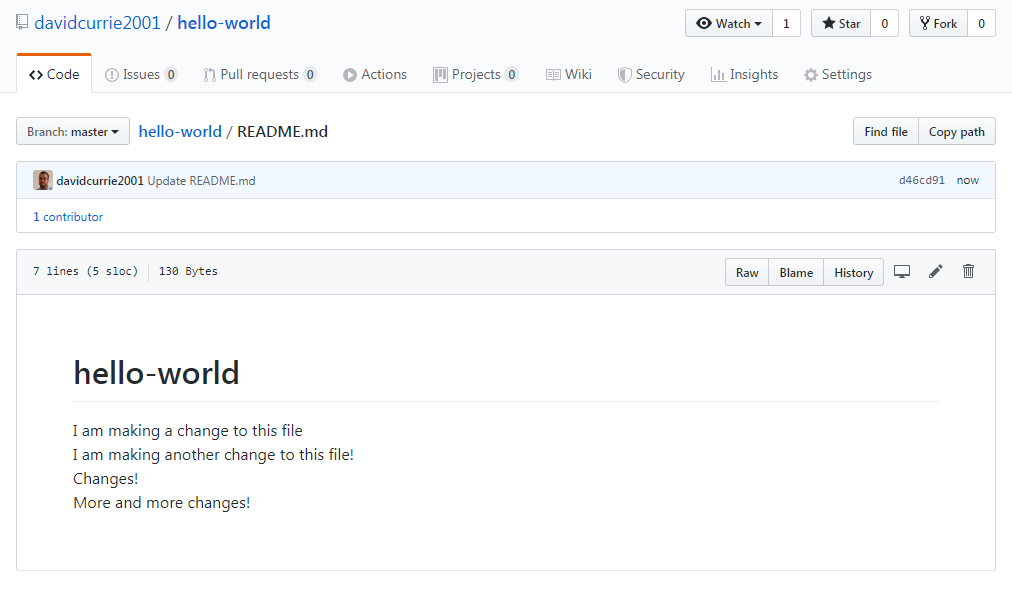 davidcurrie2001 / hello-world
Watch 1 Star 0 Fork 0
Code Issues 0 Pull requests 0 Actions Projects 0 Wiki Security Insights Settings
Branch: master hello-world / README.md Find file Copy path
davidcurrie2001 Update README.md d46cd91 now
1 contributor
7 lines (5 sloc) 130 Bytes Raw Blame History
hello-world
I am making a change to this file
I am making another change to this file!
Changes!
More and more changes!